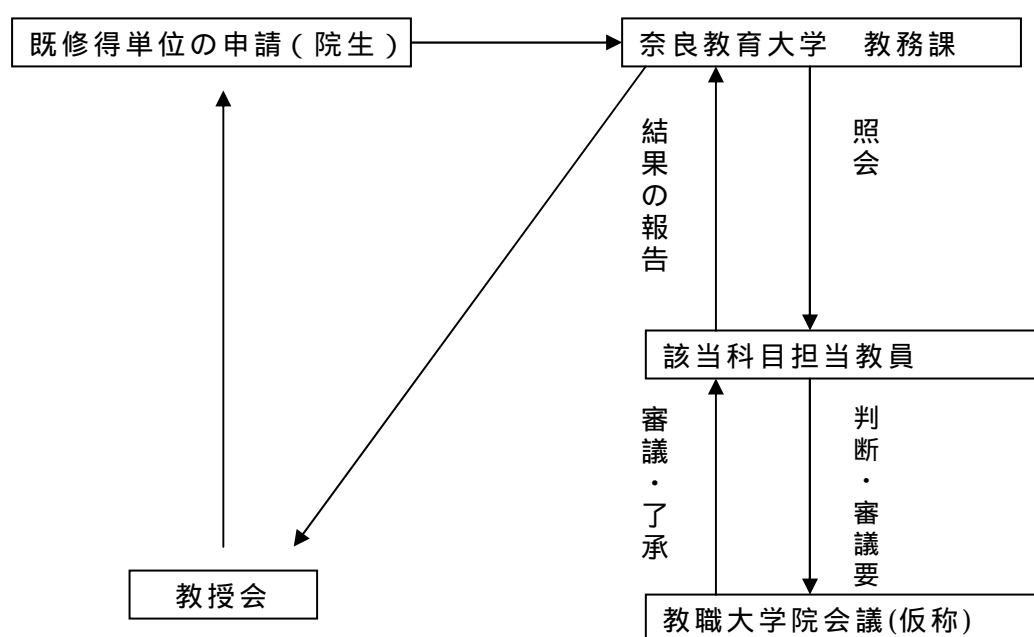 既修得単位の申請(院生)
奈良教育大学　教務課
結果の報告
照会
該当科目担当教員
審議・了承
判断・審議要
教授会
教職大学院会議(仮称)